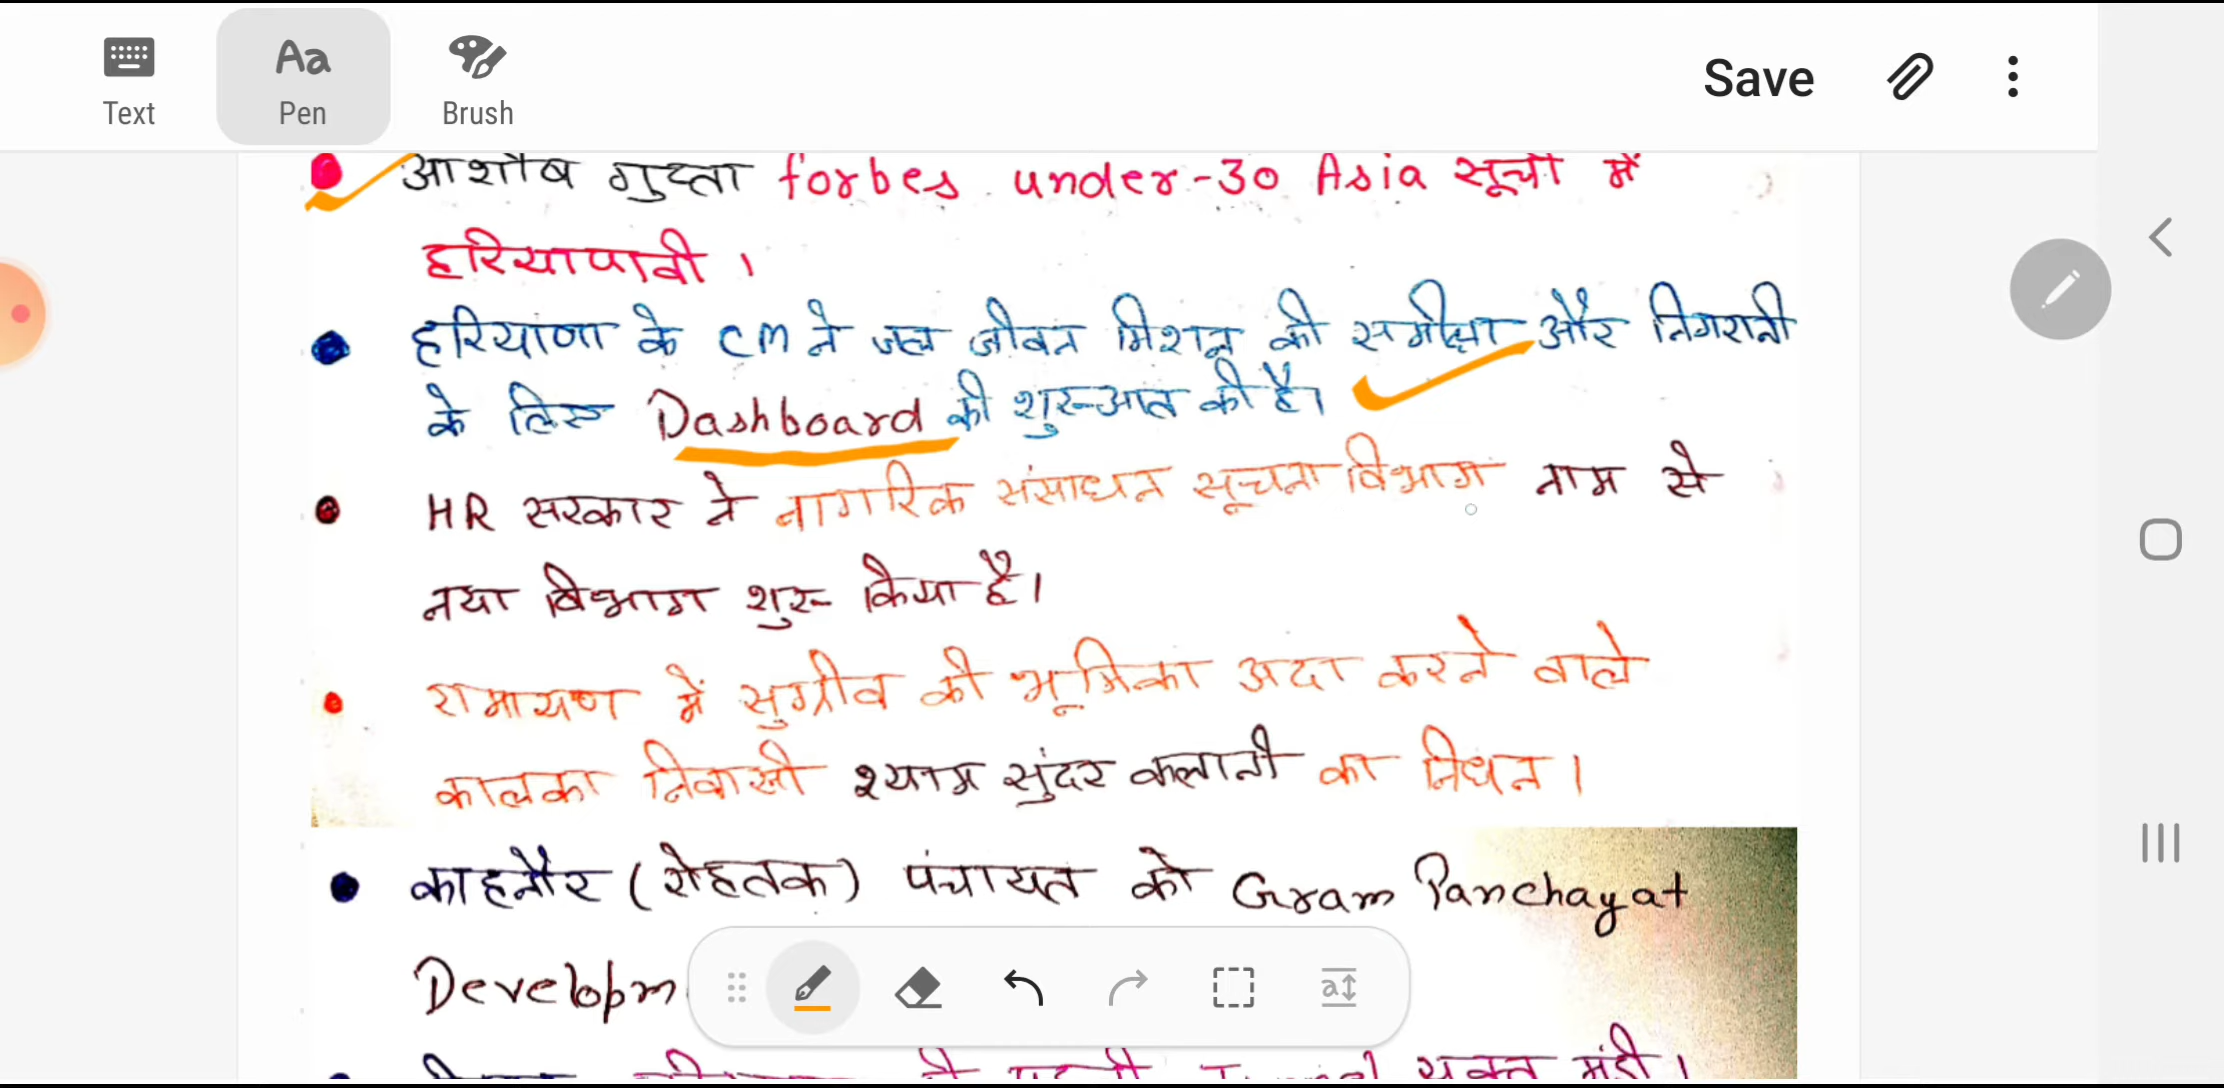 Text
Aa
Pen
Brush
Save
आशीष गुप्ता forbes under-30 Asia सूची में
हरियाणवी ।
हरियाणा के CM ने जल जीवन मिशन की समीक्षा और निगरानी
के लिए Dashboard की शुरुआत की है।
HR सरकार ने नागरिक संसाधन सूचना विभाग नाम से
नया विभाग शुरु किया है।
रामायण में सुग्रीव की भूमिका अदा करने वाले
कालका निवासी श्याम सुंदर कलानी का निधन ।
काहनौर (रोहतक) पंचायत को Gram Panchayat
Developm
युक्त मंडी ।